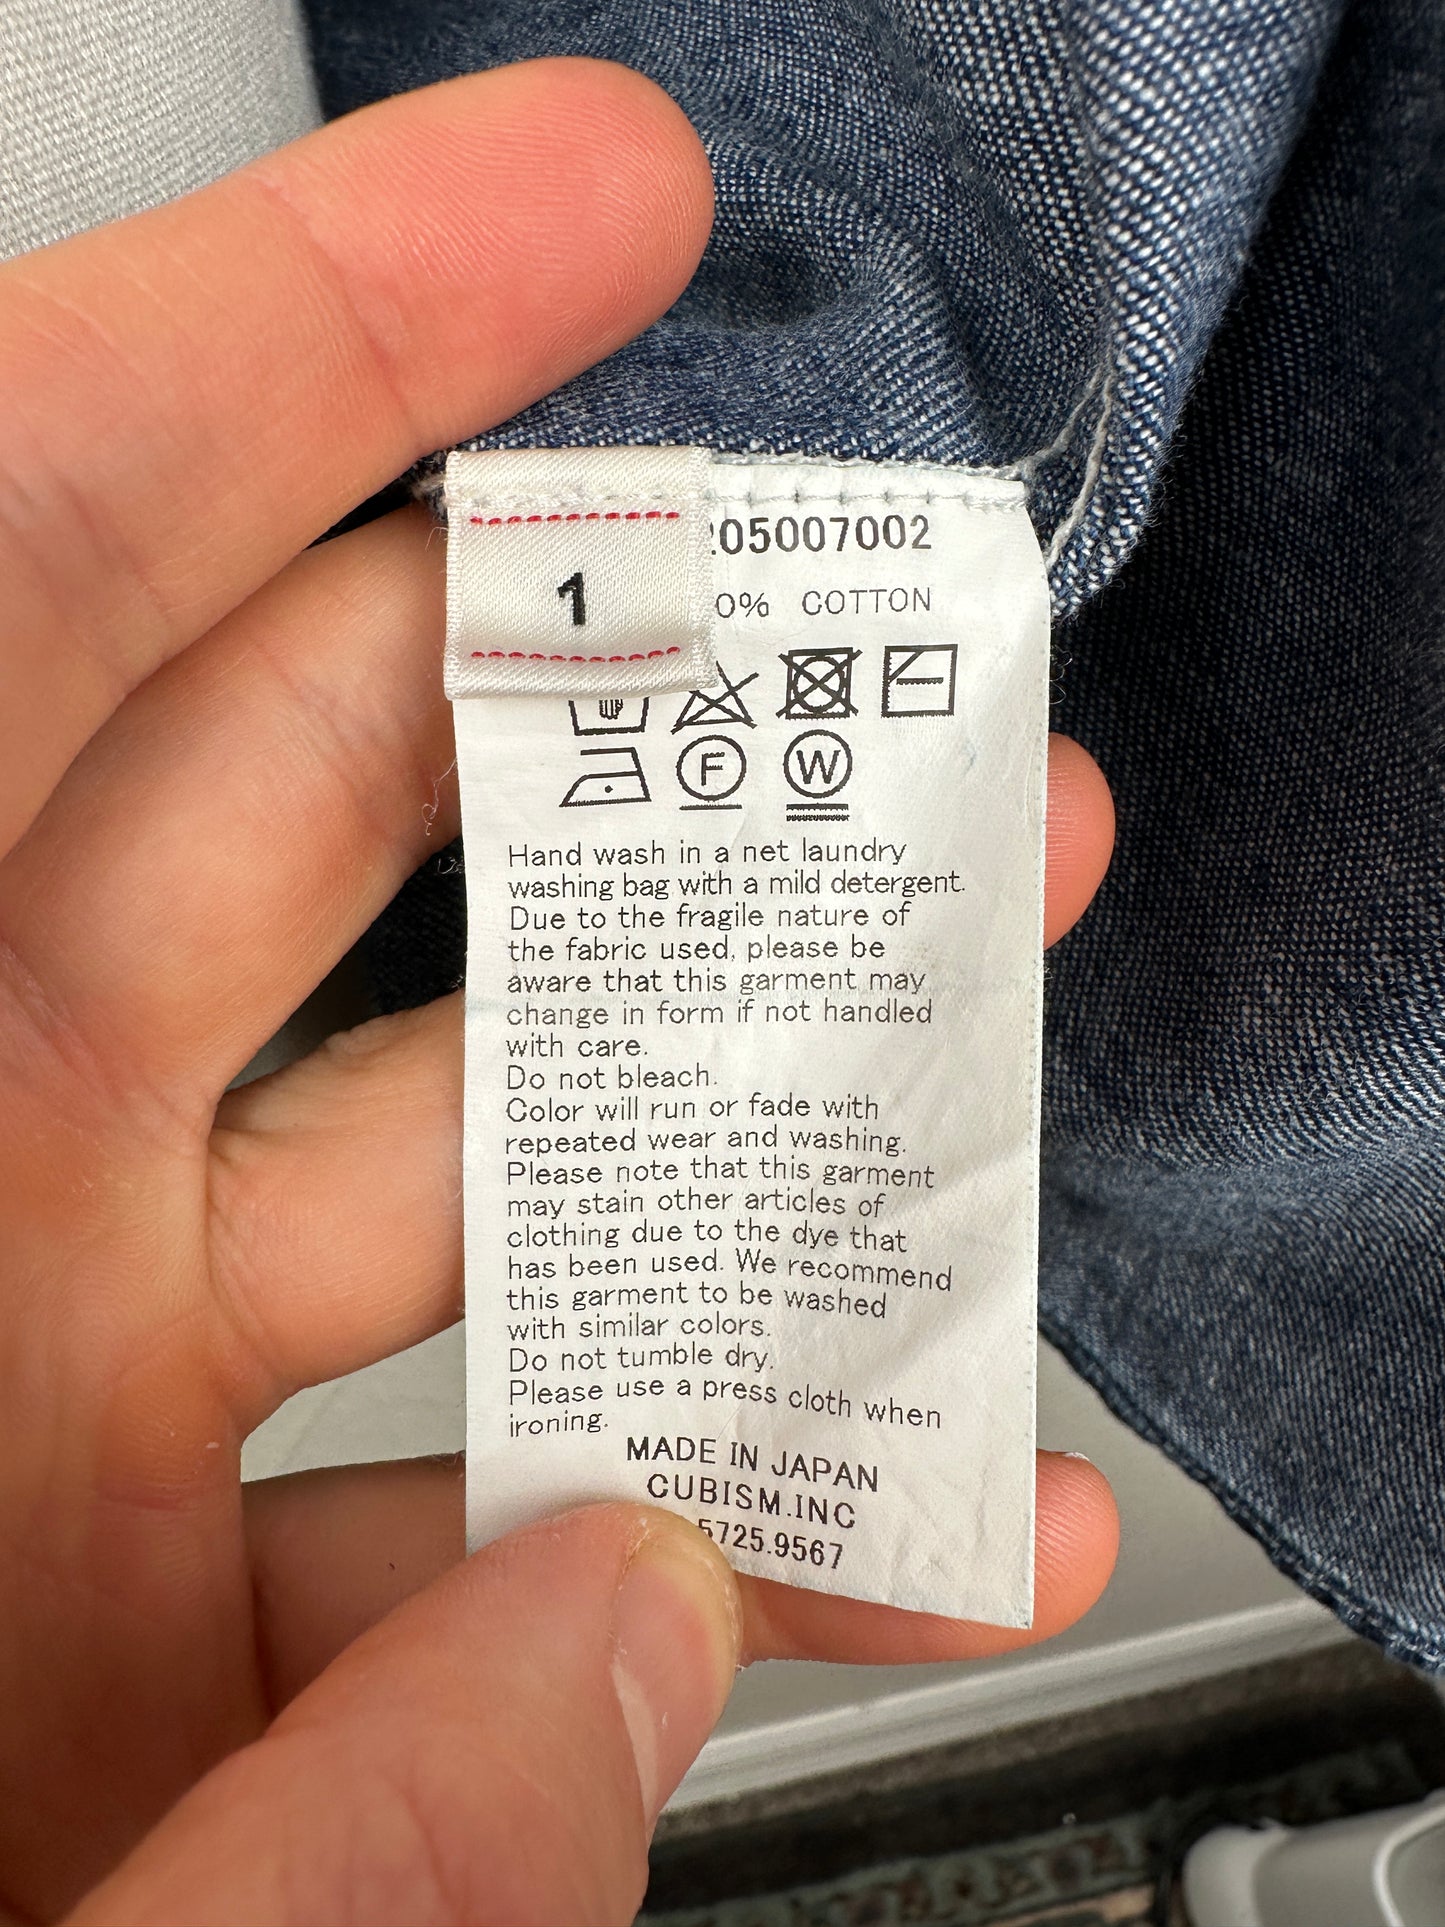 1
05007002
0% COTTON
F
W
Hand wash in a net laundry
washing bag with a mild detergent.
Due to the fragile nature of
the fabric used, please be
aware that this garment may
change in form if not handled
with care.
Do not bleach.
Color will run or fade with
repeated wear and washing.
Please note that this garment
may stain other articles of
clothing due to the dye that
has been used. We recommend
this garment to be washed
with similar colors.
Do not tumble dry.
Please use a press cloth when
ironing.
MADE IN JAPAN
CUBISM.INC
5725.9567